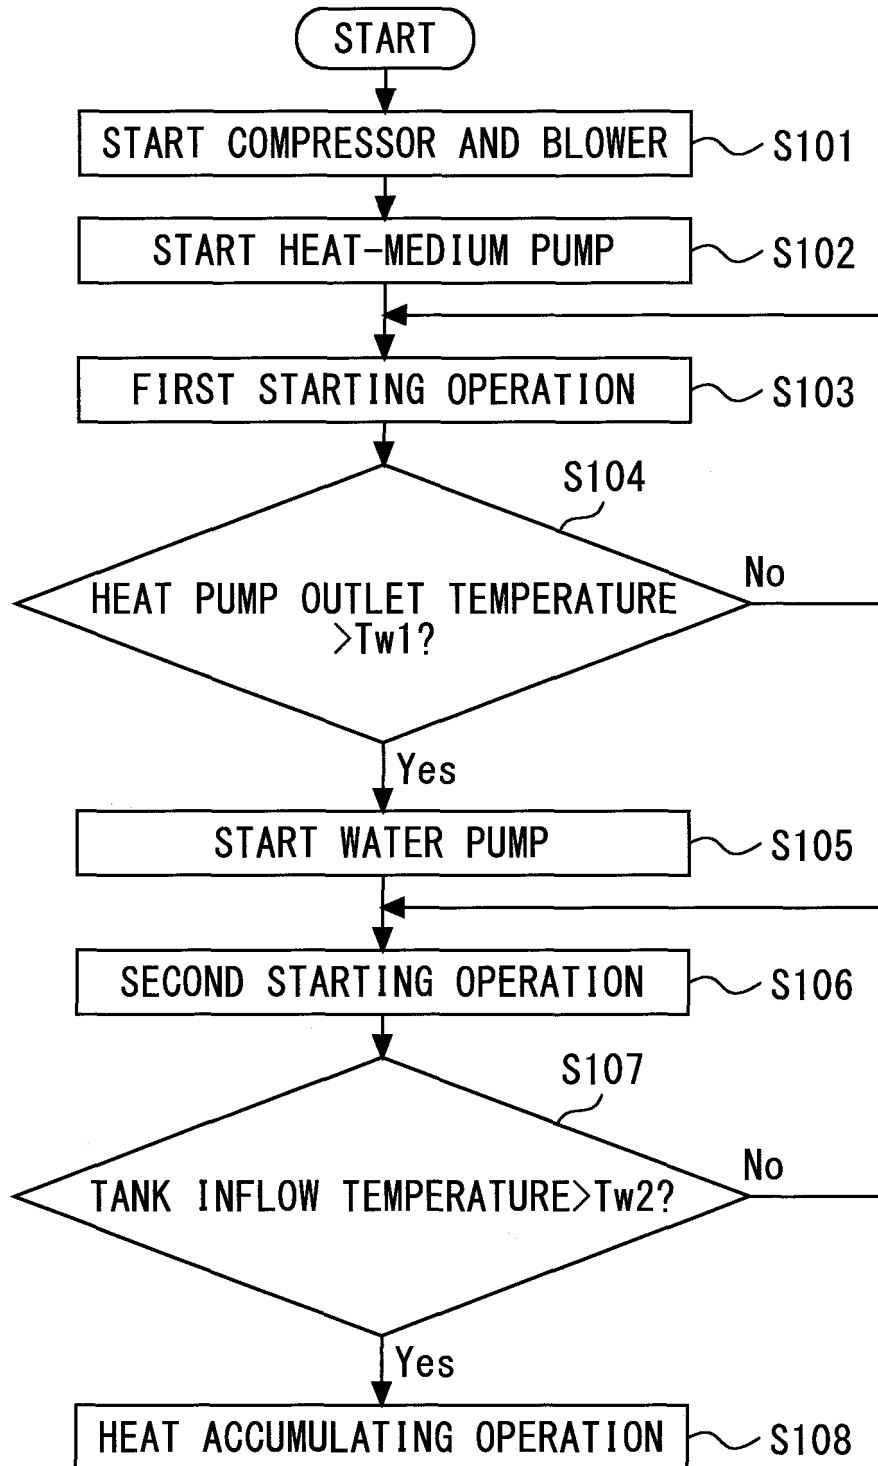 START
START COMPRESSOR AND BLOWER S101
START HEAT-MEDIUM PUMP S102
FIRST STARTING OPERATION S103
S104
No
HEAT PUMP OUTLET TEMPERATURE
>Tw1?
Yes
START WATER PUMP S105
SECOND STARTING OPERATION S106
S107
No
TANK INFLOW TEMPERATURE>Tw2?
Yes
HEAT ACCUMULATING OPERATION S108